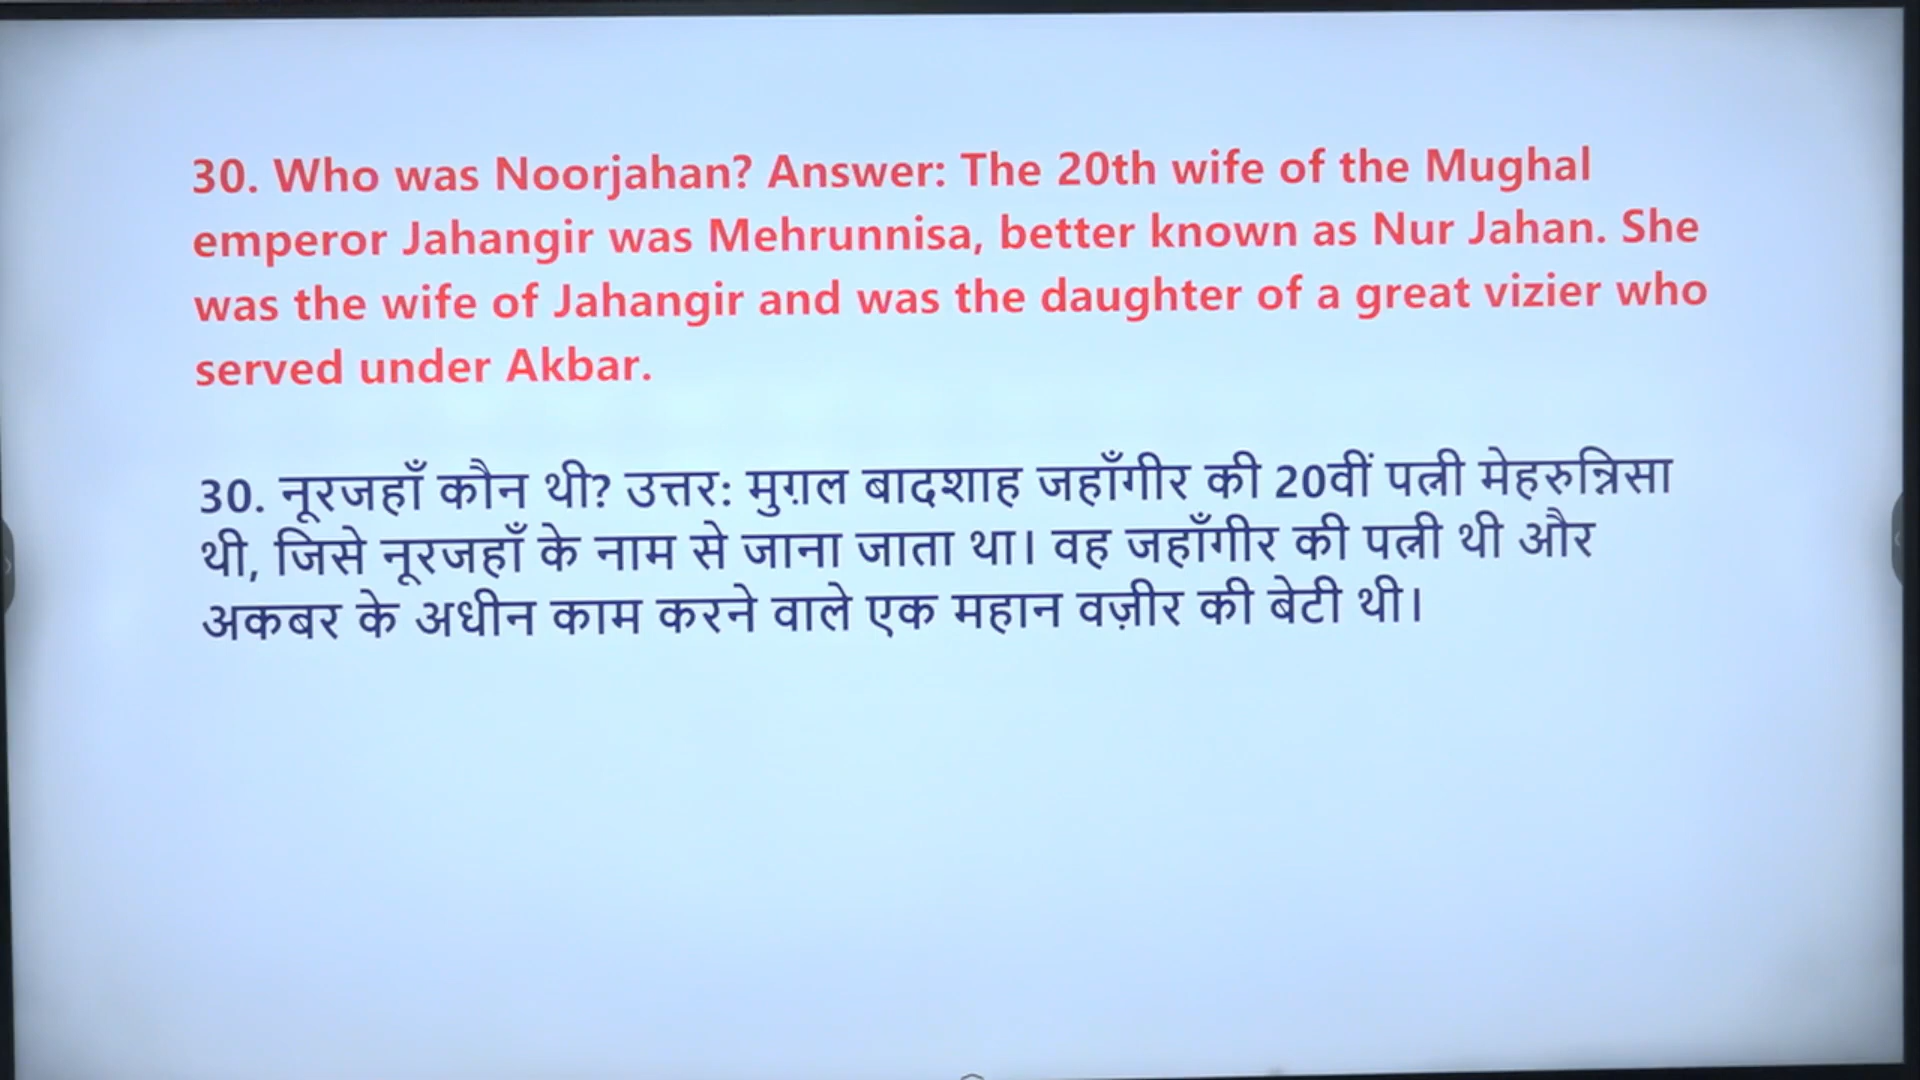 30. Who was Noorjahan? Answer: The 20th wife of the Mughal
emperor Jahangir was Mehrunnisa, better known as Nur Jahan. She
was the wife of Jahangir and was the daughter of a great vizier who
served under Akbar.
30. नूरजहाँ कौन थी? उत्तर: मुग़ल बादशाह जहाँगीर की 20वीं पत्नी मेहरुन्निसा
थी, जिसे नूरजहाँ के नाम से जाना जाता था। वह जहाँगीर की पत्नी थी और
अकबर के अधीन काम करने वाले एक महान वज़ीर की बेटी थी।